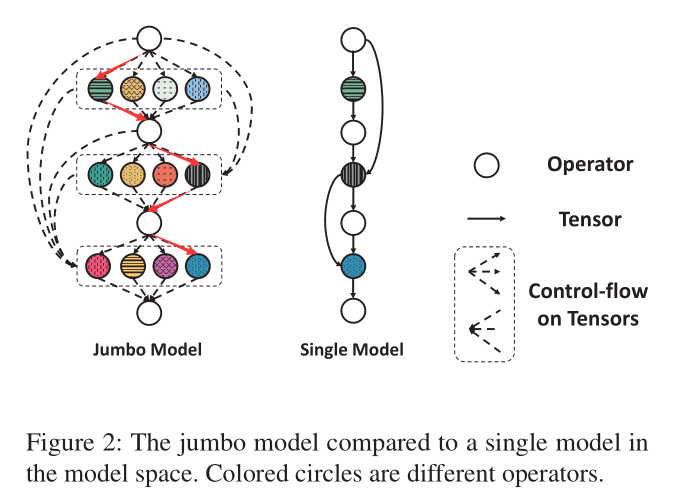 Jumbo Model
Single Model
Operator
Tensor
Control-flow
on Tensors
Figure 2: The jumbo model compared to a single model in
the model space. Colored circles are different operators.